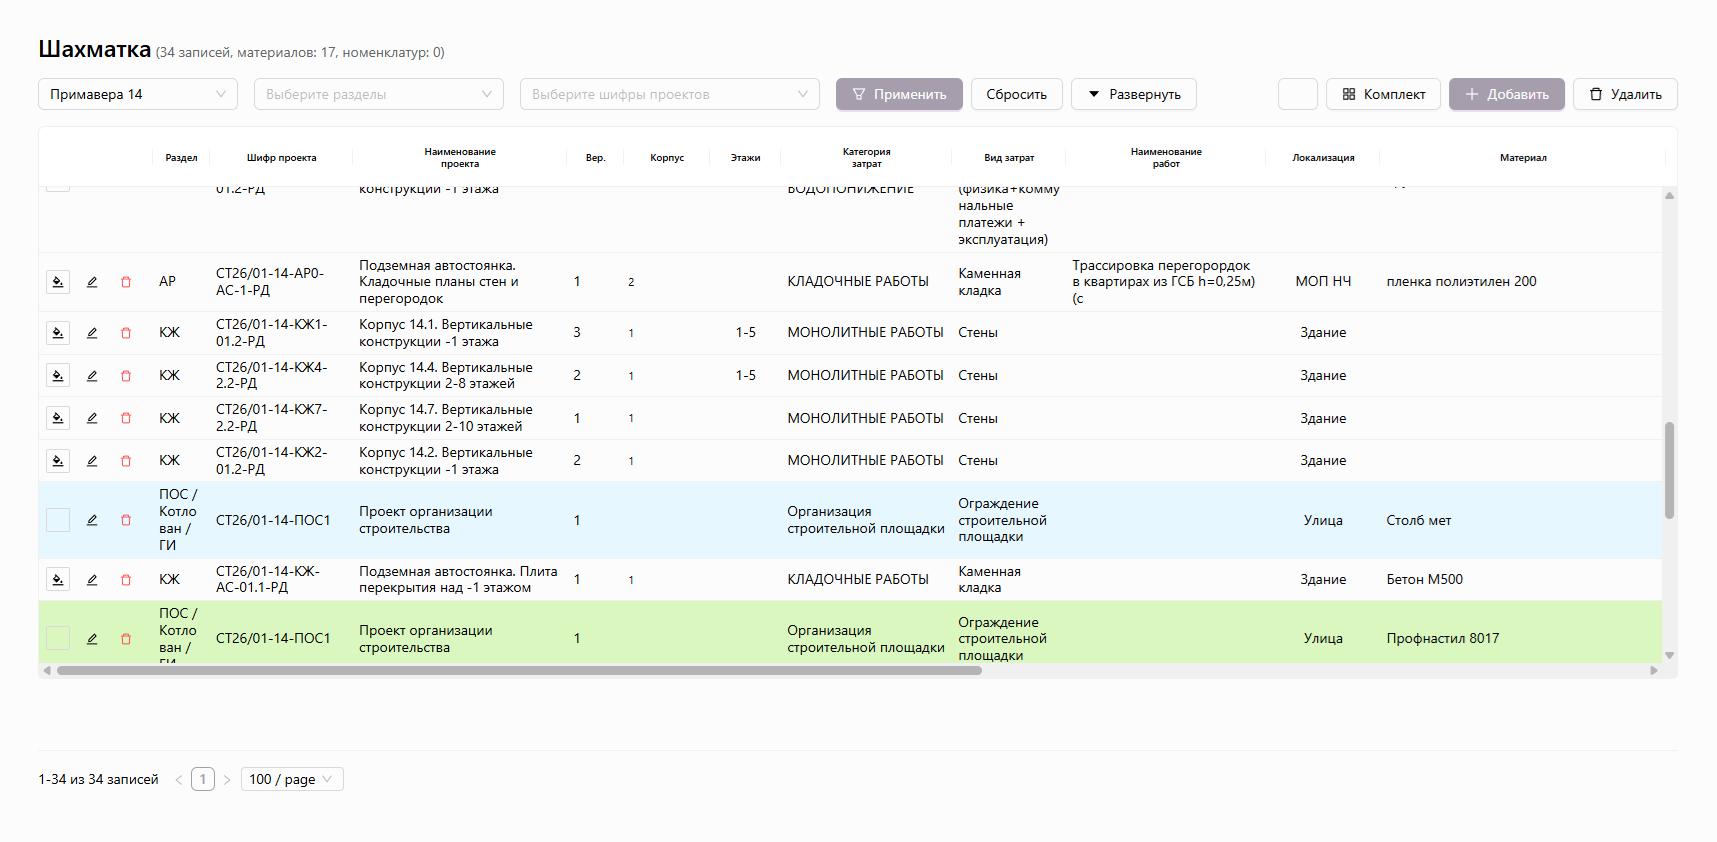 Шахматка (34 записей, материалов: 17, номенклатур: 0)
Примавера 14
Выберите разделы
Выберите шифры проектов
Применить
Сбросить
Развернуть
Комплект
Добавить
Удалить
Раздел
Шифр проекта
Наименование
проекта
Вер.
Корпус
Этажи
Категория
затрат
Вид затрат
Наименование
работ
Локализация
Материал
01.2-РД
конструкции -1 этажа
ВОДОПОНИЖЕНИЕ
(физика+комму
нальные
платежи +
эксплуатация)
АР
СТ26/01-14-АР0-
АС-1-РД
Подземная автостоянка.
Кладочные планы стен и
перегородок
1
2
КЛАДОЧНЫЕ РАБОТЫ
Каменная
кладка
Трассировка перегорордок
в квартирах из ГСБ h=0,25м)
(с
МОП НЧ
пленка полиэтилен 200
КЖ
СТ26/01-14-КЖ1-
01.2-РД
Корпус 14.1. Вертикальные
конструкции -1 этажа
3
1
1-5
МОНОЛИТНЫЕ РАБОТЫ
Стены
Здание
КЖ
СТ26/01-14-КЖ4-
2.2-РД
Корпус 14.4. Вертикальные
конструкции 2-8 этажей
2
1
1-5
МОНОЛИТНЫЕ РАБОТЫ
Стены
Здание
КЖ
СТ26/01-14-КЖ7-
2.2-РД
Корпус 14.7. Вертикальные
конструкции 2-10 этажей
1
1
МОНОЛИТНЫЕ РАБОТЫ
Стены
Здание
КЖ
СТ26/01-14-КЖ2-
01.2-РД
Корпус 14.2. Вертикальные
конструкции -1 этажа
2
1
МОНОЛИТНЫЕ РАБОТЫ
Стены
Здание
ПОС /
Котло
ван /
ГИ
СТ26/01-14-ПОС1
Проект организации
строительства
1
Организация
строительной площадки
Ограждение
строительной
площадки
Улица
Столб мет
КЖ
СТ26/01-14-КЖ-
АС-01.1-РД
Подземная автостоянка. Плита
перекрытия над -1 этажом
1
1
КЛАДОЧНЫЕ РАБОТЫ
Каменная
кладка
Здание
Бетон М500
ПОС /
Котло
ван /
ГИ
СТ26/01-14-ПОС1
Проект организации
строительства
1
Организация
строительной площадки
Ограждение
строительной
площадки
Улица
Профнастил 8017
1-34 из 34 записей
1
100 / page